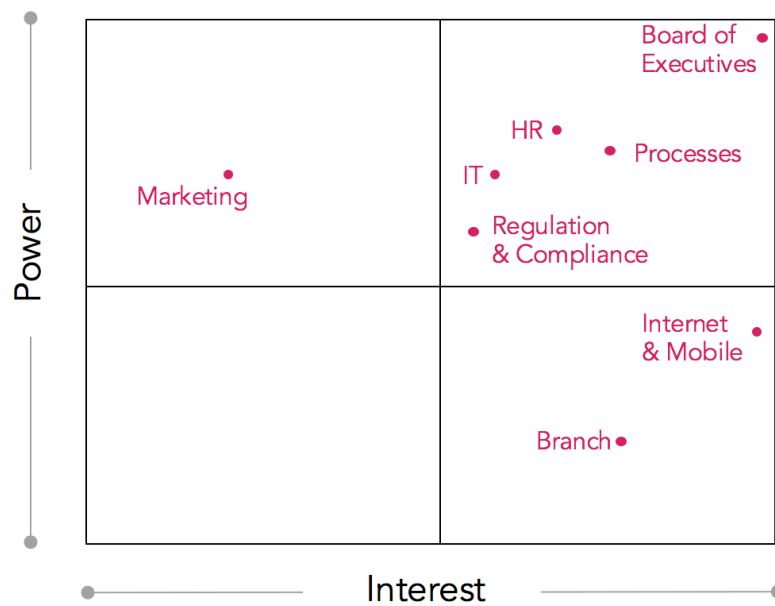 Board of
Executives
HR
Processes
IT
Marketing
Regulation
& Compliance
Power
Internet
& Mobile
Branch
Interest